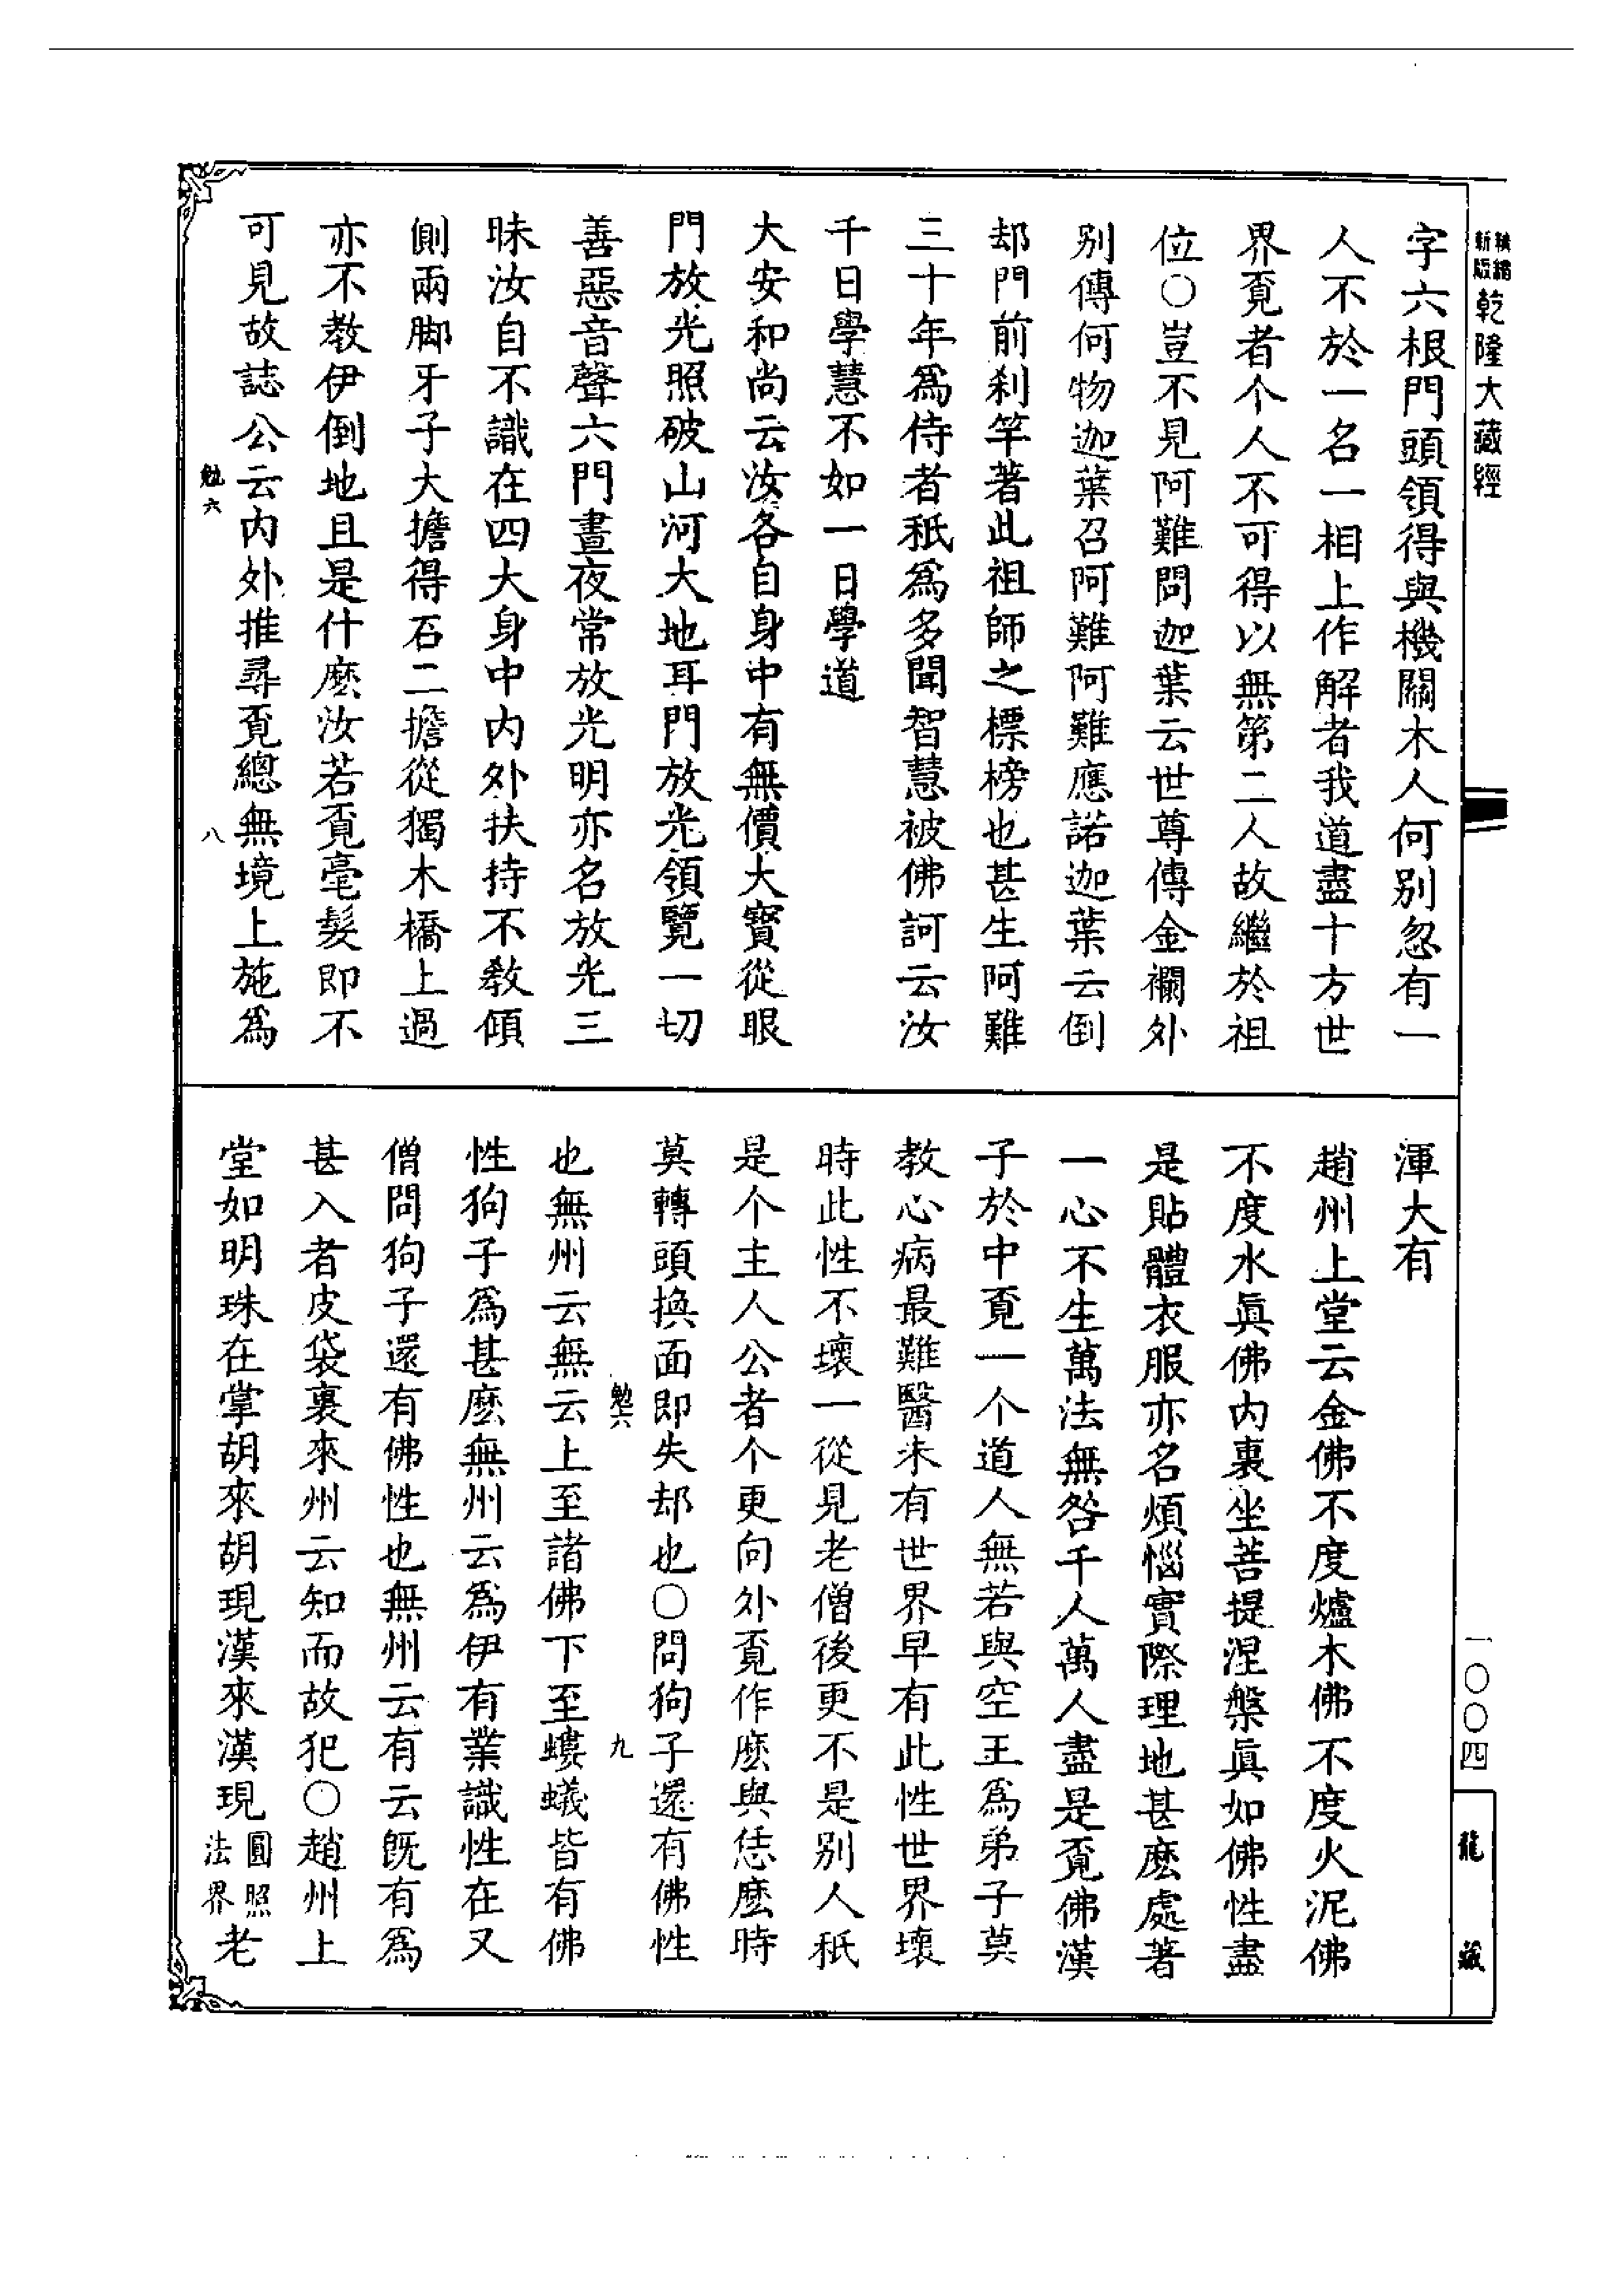 精縮新版乾隆大藏經
字六根門頭領得與機關木人何別忽有一
人不於一名一相上作解者我道盡十方世
界覔者个人不可得以無第二人故繼於祖
位○豈不見阿難問迦葉云世尊傳金襴外
別傳何物迦葉召阿難阿難應諾迦葉云倒
却門前刹竿著此祖師之標榜也甚生阿難
三十年爲侍者秖爲多聞智慧被佛訶云汝
千日學慧不如一日學道
大安和尚云汝各自身中有無價大寳從眼
門放光照破山河大地耳門放光領覽一切
善惡音聲六門晝夜常放光明亦名放光三
昧汝自不識在四大身中内外扶持不敎傾
側兩脚牙子大擔得石二擔從獨木橋上過
亦不教伊倒地且是什麽汝若覔毫髮即不
可見故誌公云内外推尋覔總無境上施爲
勉六
八
渾大有
趙州上堂云金佛不度爐木佛不度火泥佛
不度水眞佛内裏坐菩提涅槃眞如佛性盡
是貼體衣服亦名煩惱實際理地甚麽處著
一心不生萬法無咎千人萬人盡是覔佛漢
子於中覔一个道人無若與空王爲弟子莫
教心病最難醫未有世界早有此性世界壞
時此性不壞一從見老僧後更不是別人秖
是个主人公者个更向外覔作麽與恁麽時
莫轉頭換面即失却也○問狗子還有佛性
勉六
九
也無州云無云上至諸佛下至螻蟻皆有佛
性狗子爲甚麽無州云爲伊有業識性在又
僧問狗子還有佛性也無州云有云旣有爲
甚入者皮袋裏來州云知而故犯○趙州上
堂如明珠在掌胡來胡現漢來漢現圓照法界老
一〇〇四
龍藏